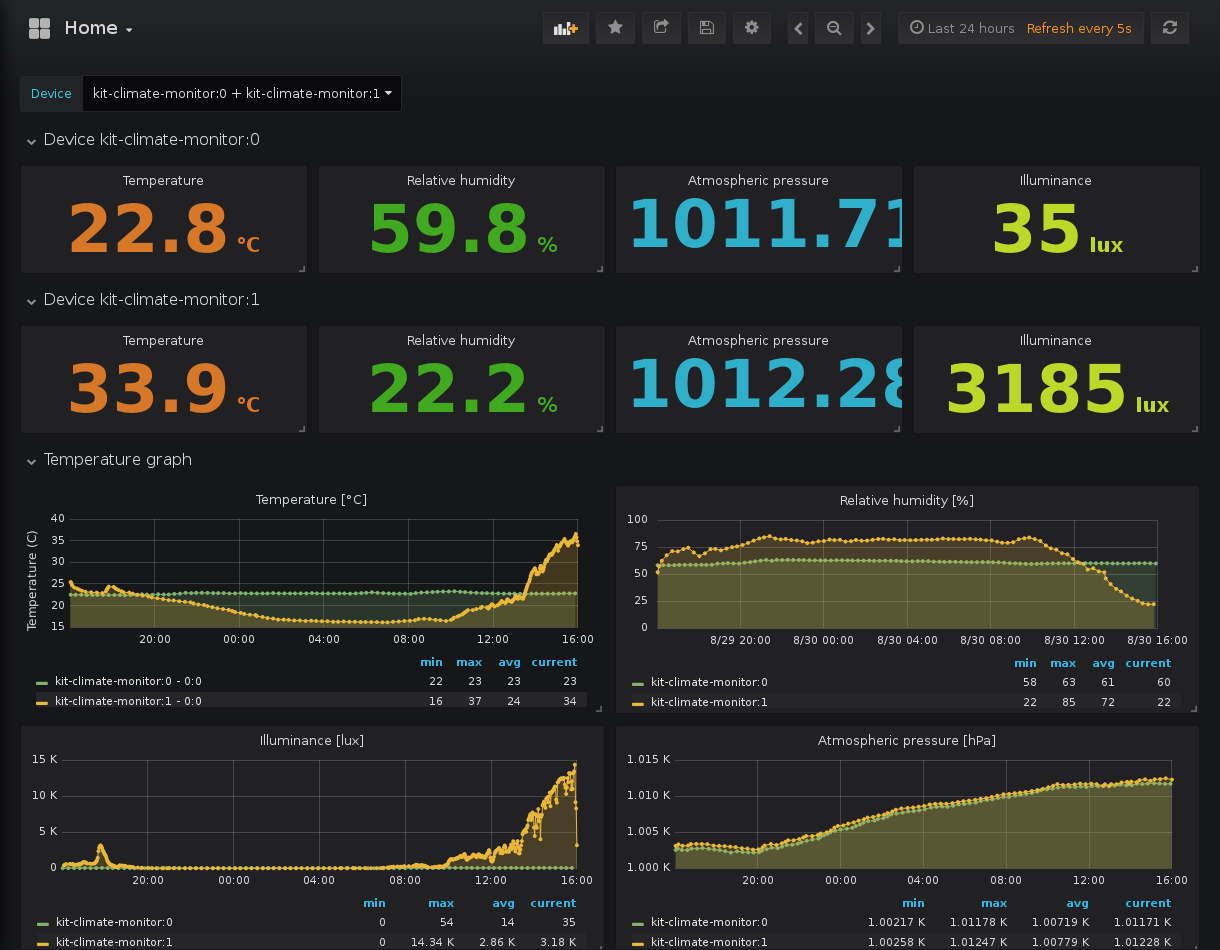 Home
Last 24 hours Refresh every 5s
Device kit-climate-monitor:0 + kit-climate-monitor:1
Device kit-climate-monitor:0
Temperature Relative humidity Atmospheric pressure Illuminance
22.8 °C 59.8 % 1011.71 35 lux
Device kit-climate-monitor:1
Temperature Relative humidity Atmospheric pressure Illuminance
33.9 °C 22.2 % 1012.28 3185 lux
Temperature graph
Temperature [°C]
Temperature (C)
40
35
30
25
20
15
20:00 00:00 04:00 08:00 12:00 16:00
min max avg current
kit-climate-monitor:0 - 0:0 22 23 23 23
kit-climate-monitor:1 - 0:0 16 37 24 34
Relative humidity [%]
100
75
50
25
0
8/29 20:00 8/30 00:00 8/30 04:00 8/30 08:00 8/30 12:00 8/30 16:00
min max avg current
kit-climate-monitor:0 58 63 61 60
kit-climate-monitor:1 22 85 72 22
Illuminance [lux]
15 K
10 K
5 K
0
20:00 00:00 04:00 08:00 12:00 16:00
min max avg current
kit-climate-monitor:0 0 54 14 35
kit-climate-monitor:1 0 14.34 K 2.86 K 3.18 K
Atmospheric pressure [hPa]
1.015 K
1.010 K
1.005 K
1.000 K
20:00 00:00 04:00 08:00 12:00 16:00
min max avg current
kit-climate-monitor:0 1.00217 K 1.01178 K 1.00719 K 1.01171 K
kit-climate-monitor:1 1.00258 K 1.01247 K 1.00779 K 1.01228 K